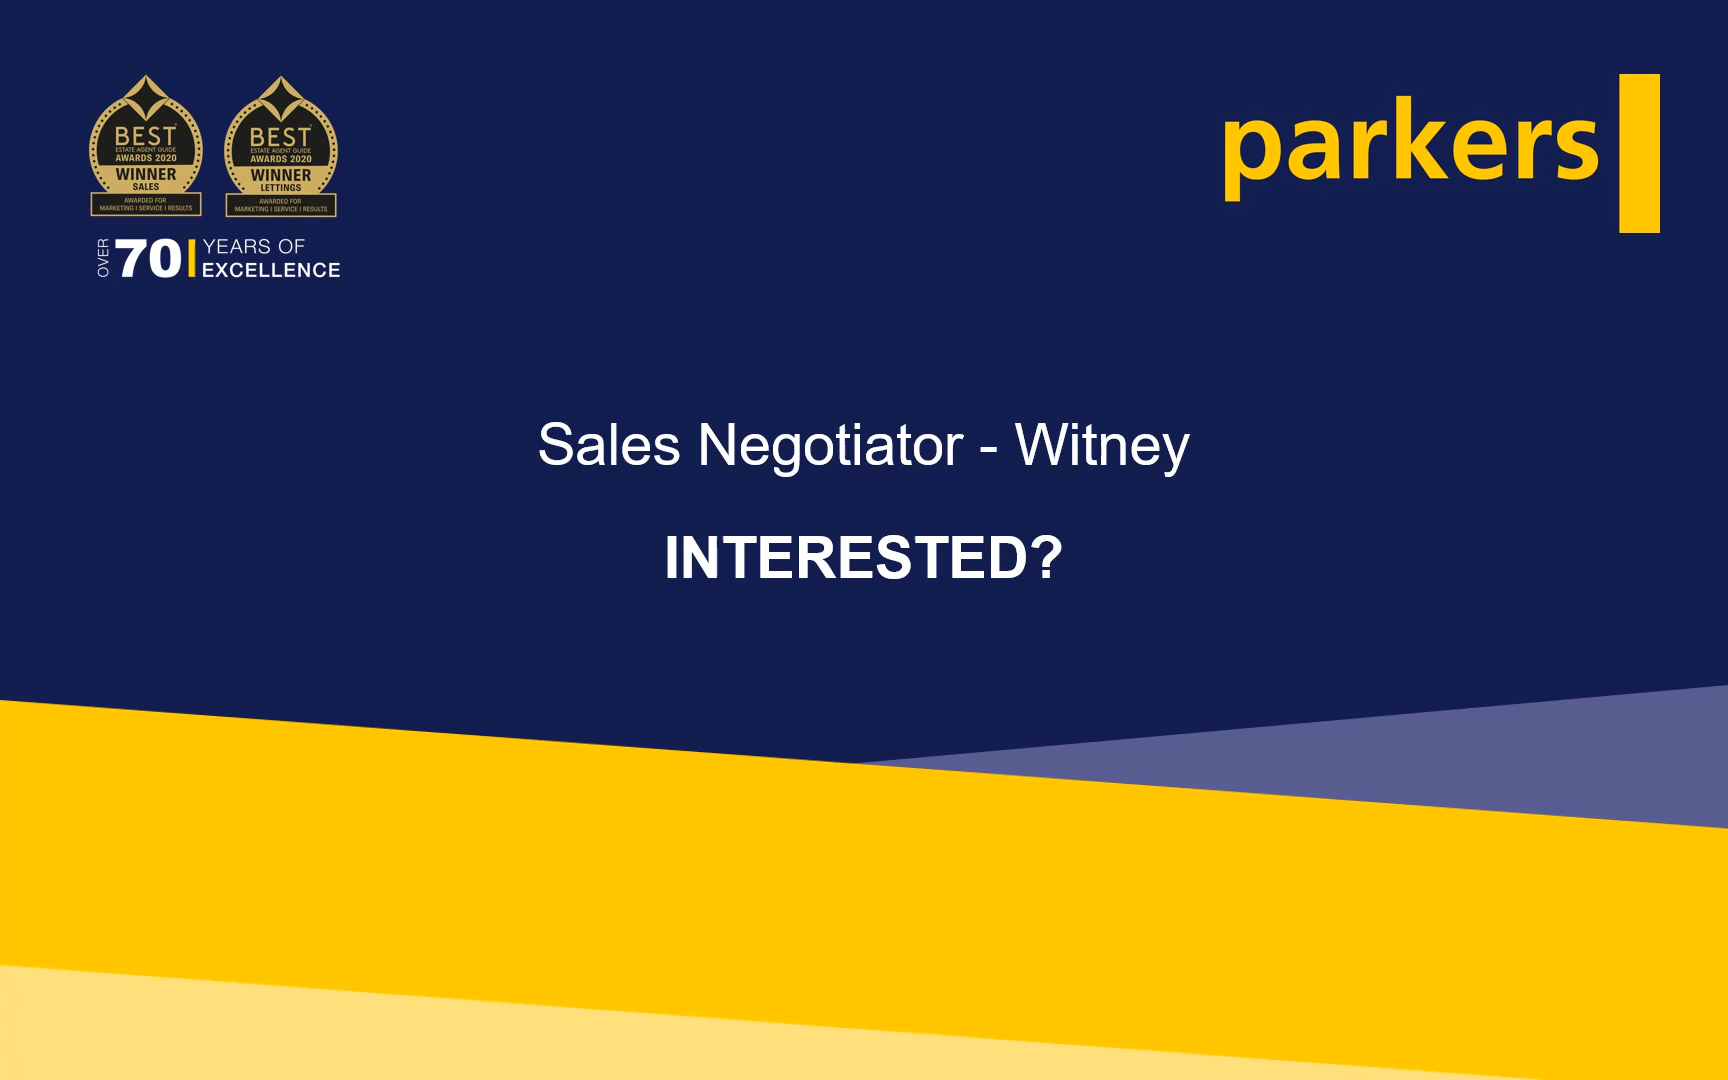 BEST
ESTATE AGENT GUIDE
AWARDS 2020
WINNER
SALES
AWARDED FOR
MARKETING | SERVICE | RESULTS
BEST
ESTATE AGENT GUIDE
AWARDS 2020
WINNER
LETTINGS
AWARDED FOR
MARKETING | SERVICE | RESULTS
OVER 70 YEARS OF
EXCELLENCE
parkers
Sales Negotiator - Witney
INTERESTED?